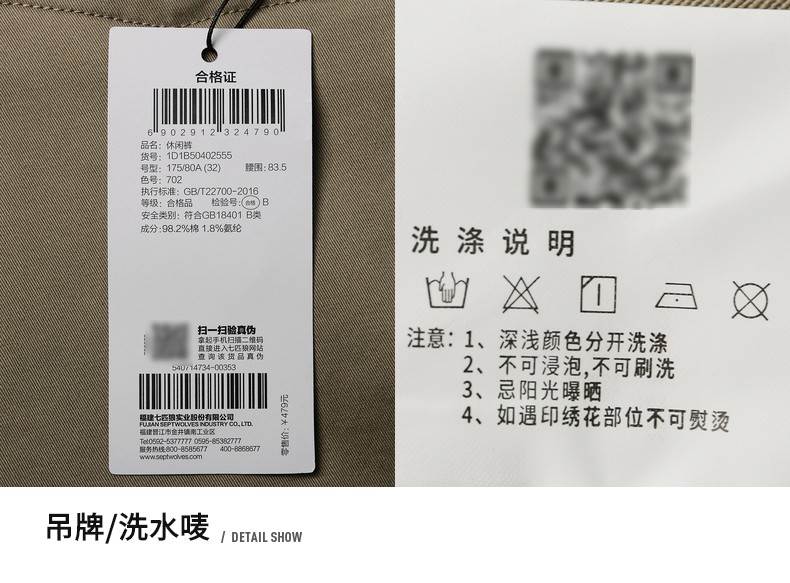 合格证
6 902912 324790
品名: 休闲裤
货号: 1D1B50402555
号型: 175/80A (32) 腰围: 83.5
色号: 702
执行标准: GB/T22700-2016
等级: 合格品 检验号: 合格 B
安全类别: 符合GB18401 B类
成分:98.2%棉 1.8%氨纶
扫一扫验真伪
拿起手机扫描二维码
直接进入七匹狼网站
查询该货品真伪
540714734-00353
福建七匹狼实业股份有限公司
FUJIAN SEPTWOLVES INDUSTRY CO., LTD.
福建晋江市金井镇南工业区
Tel:0592-5377777 0595-85382777
服务热线:800-8585677 400-8868677
www.septwolves.com
零售价: ¥479元
洗涤说明
注意: 1、深浅颜色分开洗涤
2、不可浸泡,不可刷洗
3、忌阳光曝晒
4、如遇印绣花部位不可熨烫
吊牌/洗水唛 / DETAIL SHOW